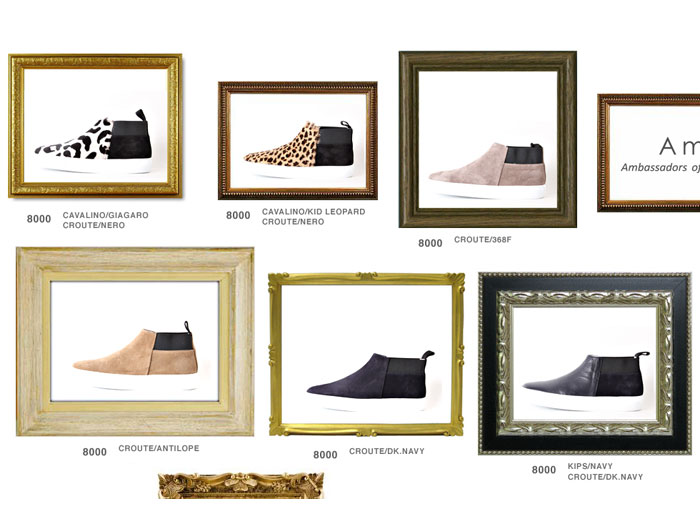 Am
Ambassadors of
8000 CAVALINO/GIAGARO
CROUTE/NERO
8000 CAVALINO/KID LEOPARD
CROUTE/NERO
8000 CROUTE/368F
8000 CROUTE/ANTILOPE
8000 CROUTE/DK.NAVY
8000 KIPS/NAVY
CROUTE/DK.NAVY